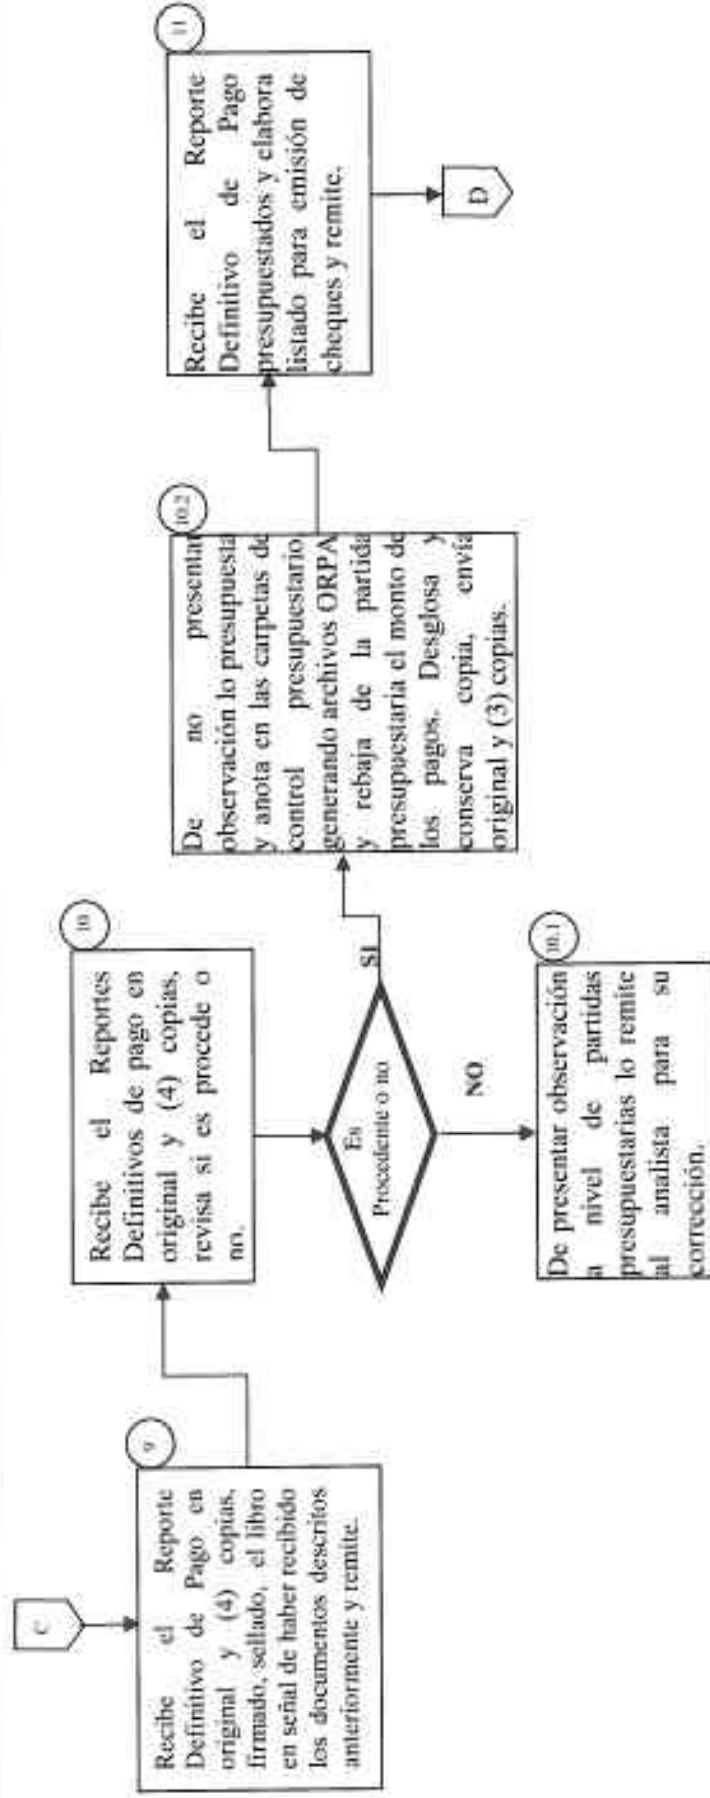 C
9
Recibe el Reporte
Definitivo de Pago en
original y (4) copias,
firmado, sellado, el libro
en señal de haber recibido
los documentos descritos
anteriormente y remite.
10
Recibe el Reportes
Definitivos de pago en
original y (4) copias,
revisa si es procede o
no.
Es
Procedente o no
SI
NO
10.1
De presentar observación
a nivel de partidas
presupuestarias lo remite
al analista para su
corrección.
10.2
De no presentar
observación lo presupuesta
y anota en las carpetas de
control presupuestario,
generando archivos ORPA
y rebaja de la partida
presupuestaria el monto de
los pagos. Desglosa y
conserva copia, envía
original y (3) copias.
11
Recibe el Reporte
Definitivo de Pago
presupuestados y elabora
listado para emisión de
cheques y remite.
D